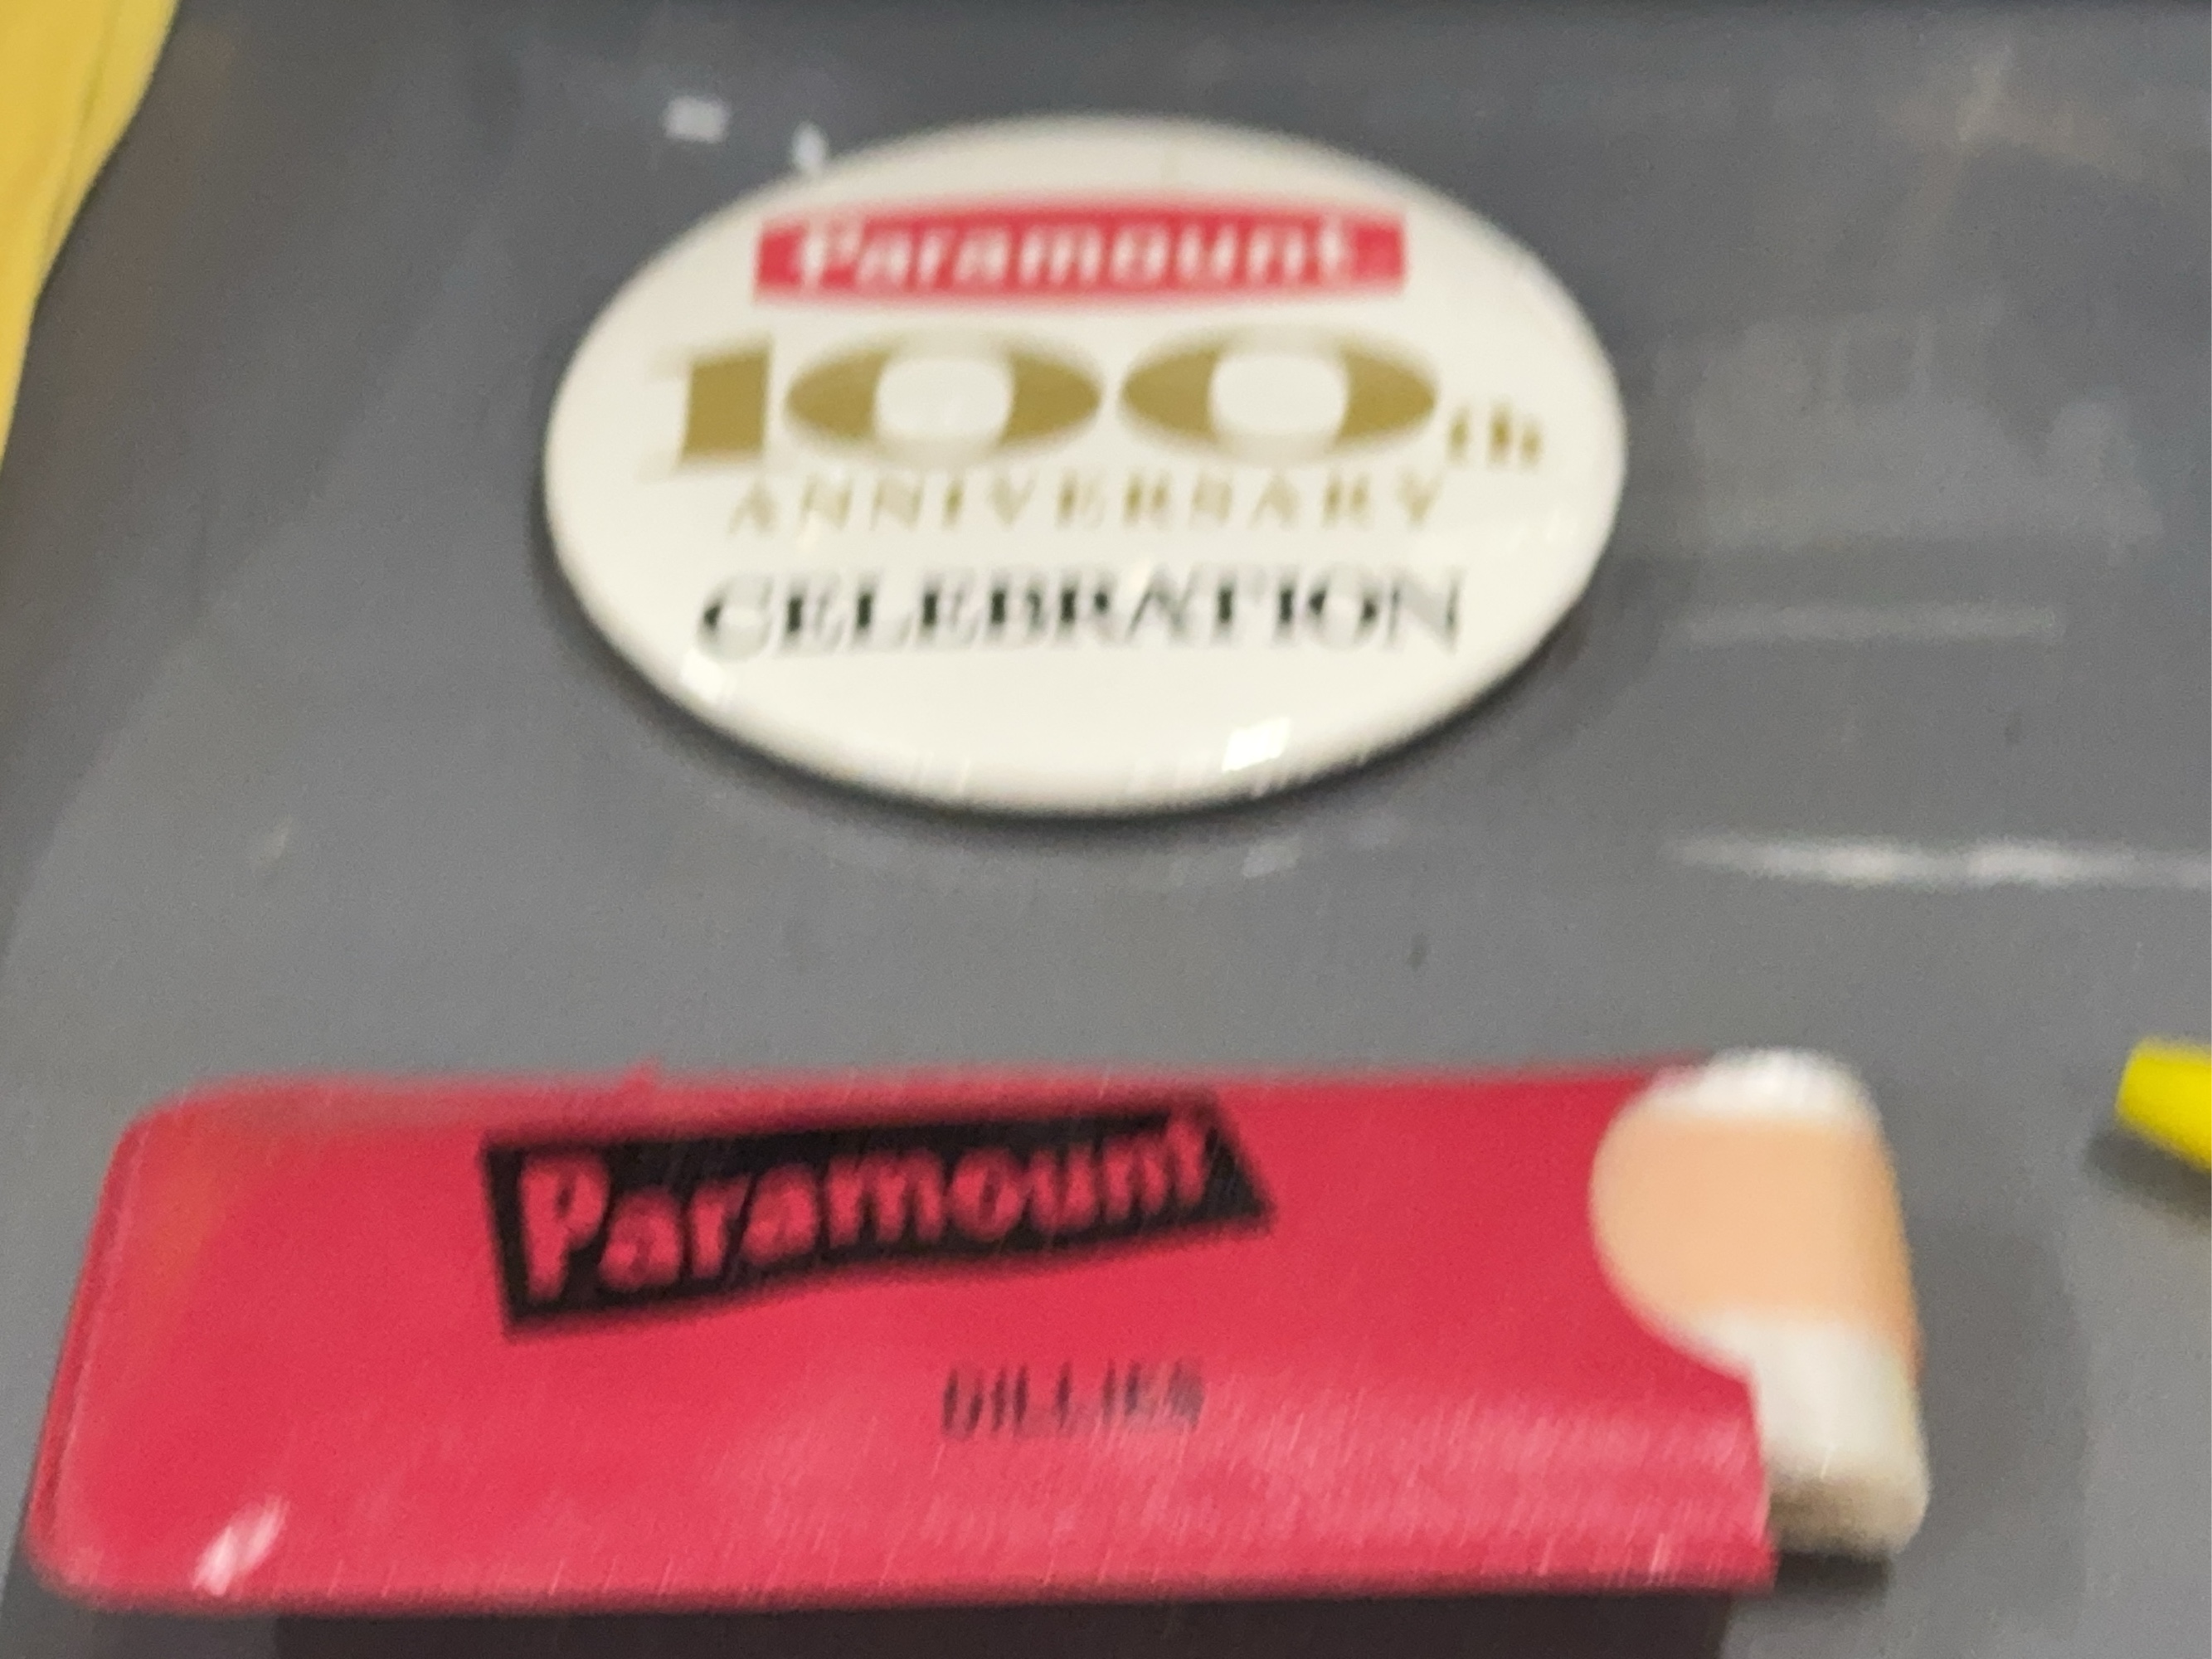 Paramount
100th
ANNIVERSARY
CELEBRATION
Paramount